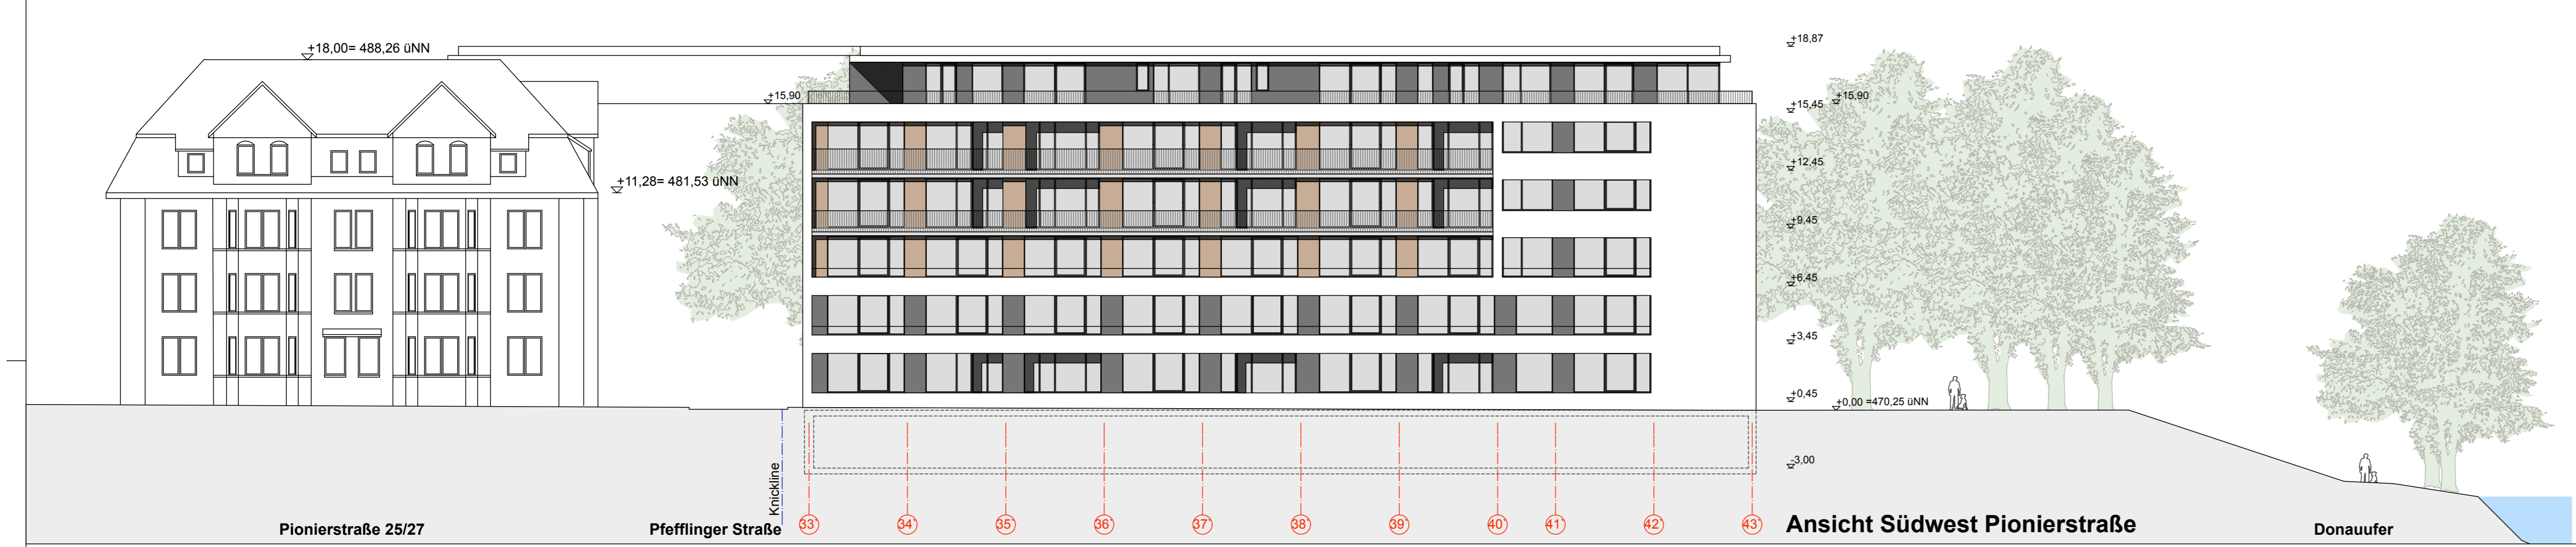 +18,00= 488,26 üNN
+18,87
+15,90
+15,45
+15,90
+12,45
+11,28= 481,53 üNN
+9,45
+6,45
+3,45
+0,45
+0,00 =470,25 üNN
-3,00
Knickline
Pionierstraße 25/27
Pfefflinger Straße
33'
34'
35'
36'
37'
38'
39'
40'
41'
42'
43'
Ansicht Südwest Pionierstraße
Donauufer